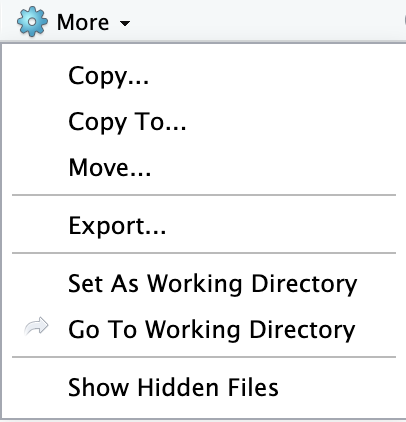 More
Copy...
Copy To...
Move...
Export...
Set As Working Directory
Go To Working Directory
Show Hidden Files